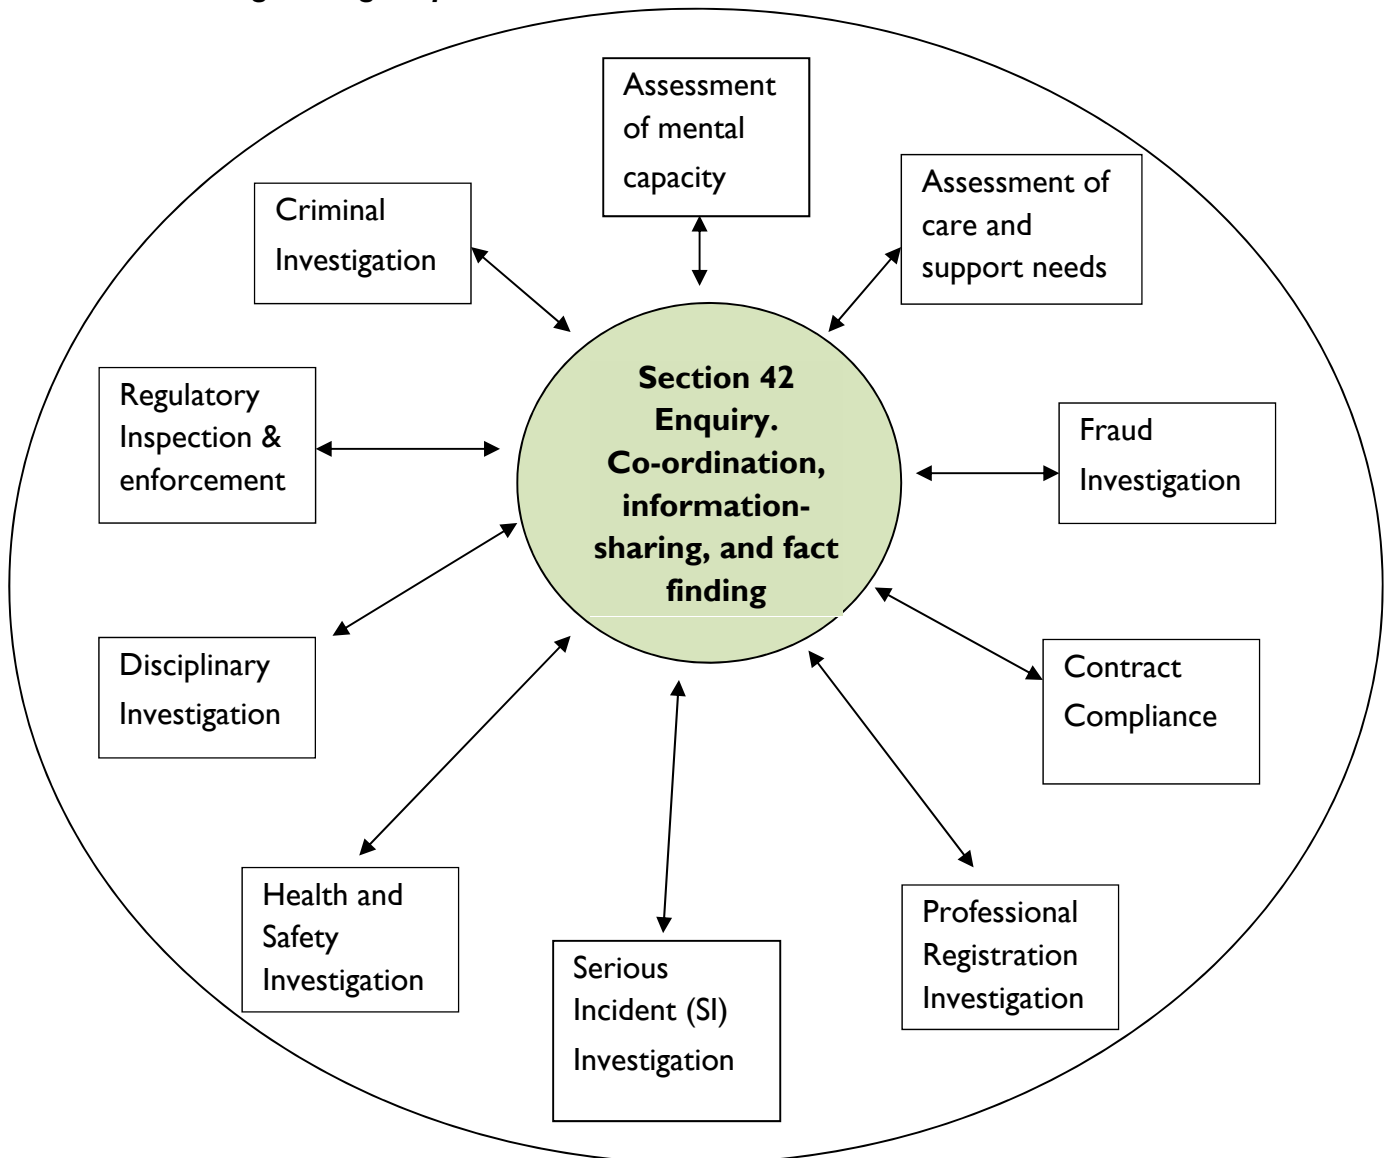 Assessment
of mental
capacity
Assessment of
care and
support needs
Criminal
Investigation
Regulatory
Inspection &
enforcement
Section 42
Enquiry.
Co-ordination,
information-
sharing, and fact
finding
Fraud
Investigation
Disciplinary
Investigation
Contract
Compliance
Health and
Safety
Investigation
Serious
Incident (SI)
Investigation
Professional
Registration
Investigation